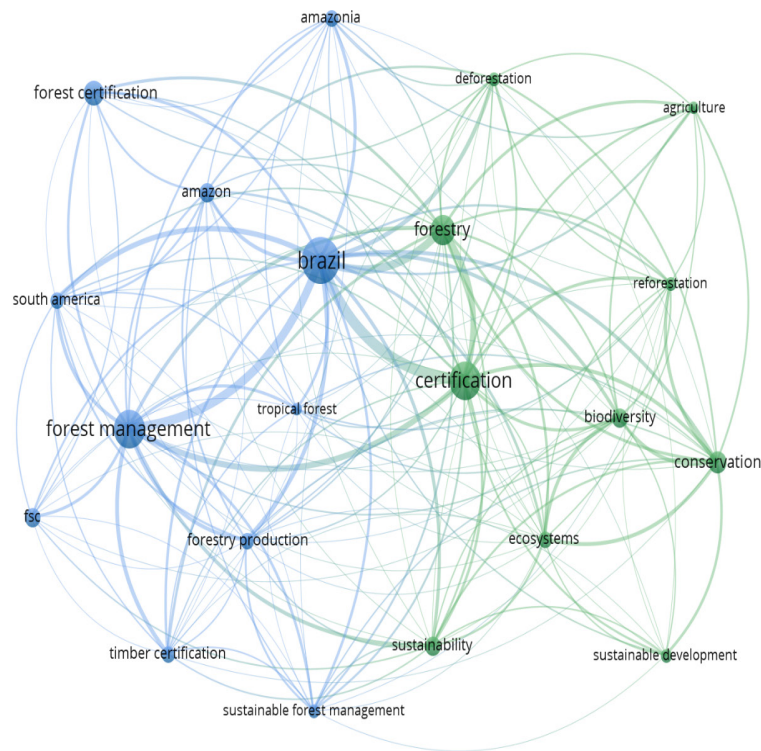 amazonia
deforestation
forest certification
agriculture
amazon
forestry
brazil
reforestation
south america
certification
tropical forest
biodiversity
forest management
conservation
fsc
forestry production
ecosystems
sustainability
timber certification
sustainable development
sustainable forest management